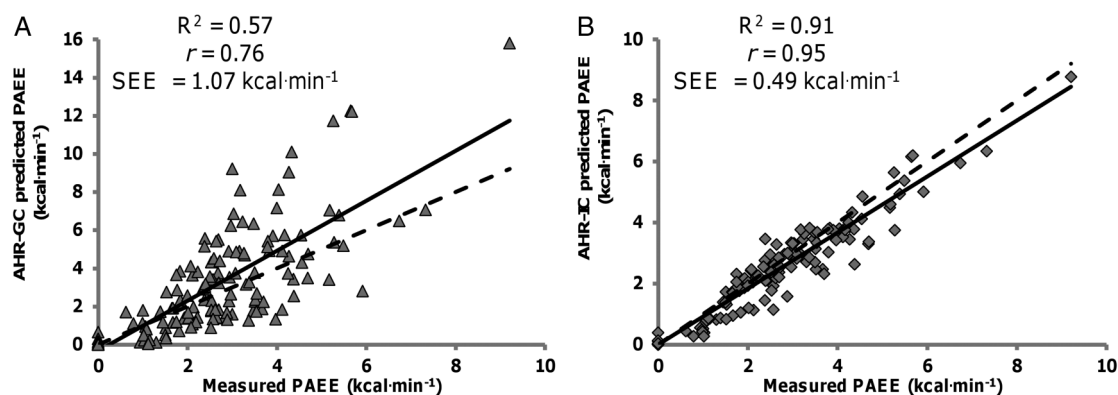 A
R² = 0.57
r = 0.76
SEE = 1.07 kcal·min⁻¹
AHR-GC predicted PAEE
(kcal·min⁻¹)
16
14
12
10
8
6
4
2
0
0 2 4 6 8 10
Measured PAEE (kcal·min⁻¹)
B
R² = 0.91
r = 0.95
SEE = 0.49 kcal·min⁻¹
AHR-IC predicted PAEE
(kcal·min⁻¹)
10
8
6
4
2
0
0 2 4 6 8 10
Measured PAEE (kcal·min⁻¹)